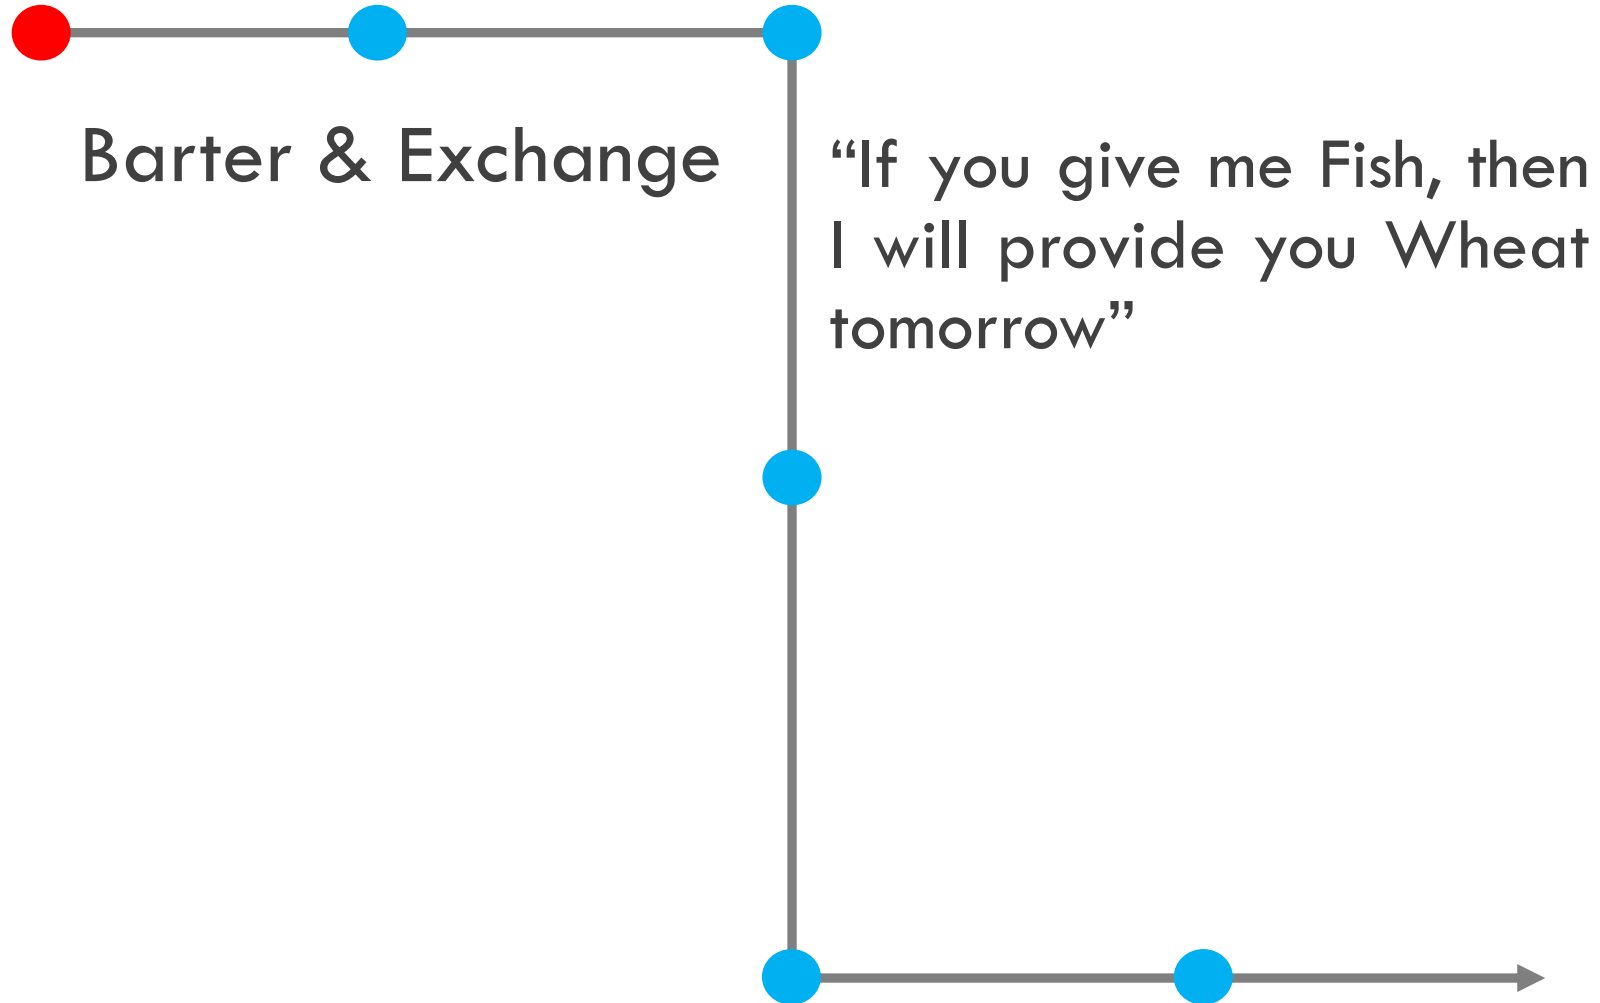 Barter & Exchange
“If you give me Fish, then
I will provide you Wheat
tomorrow”